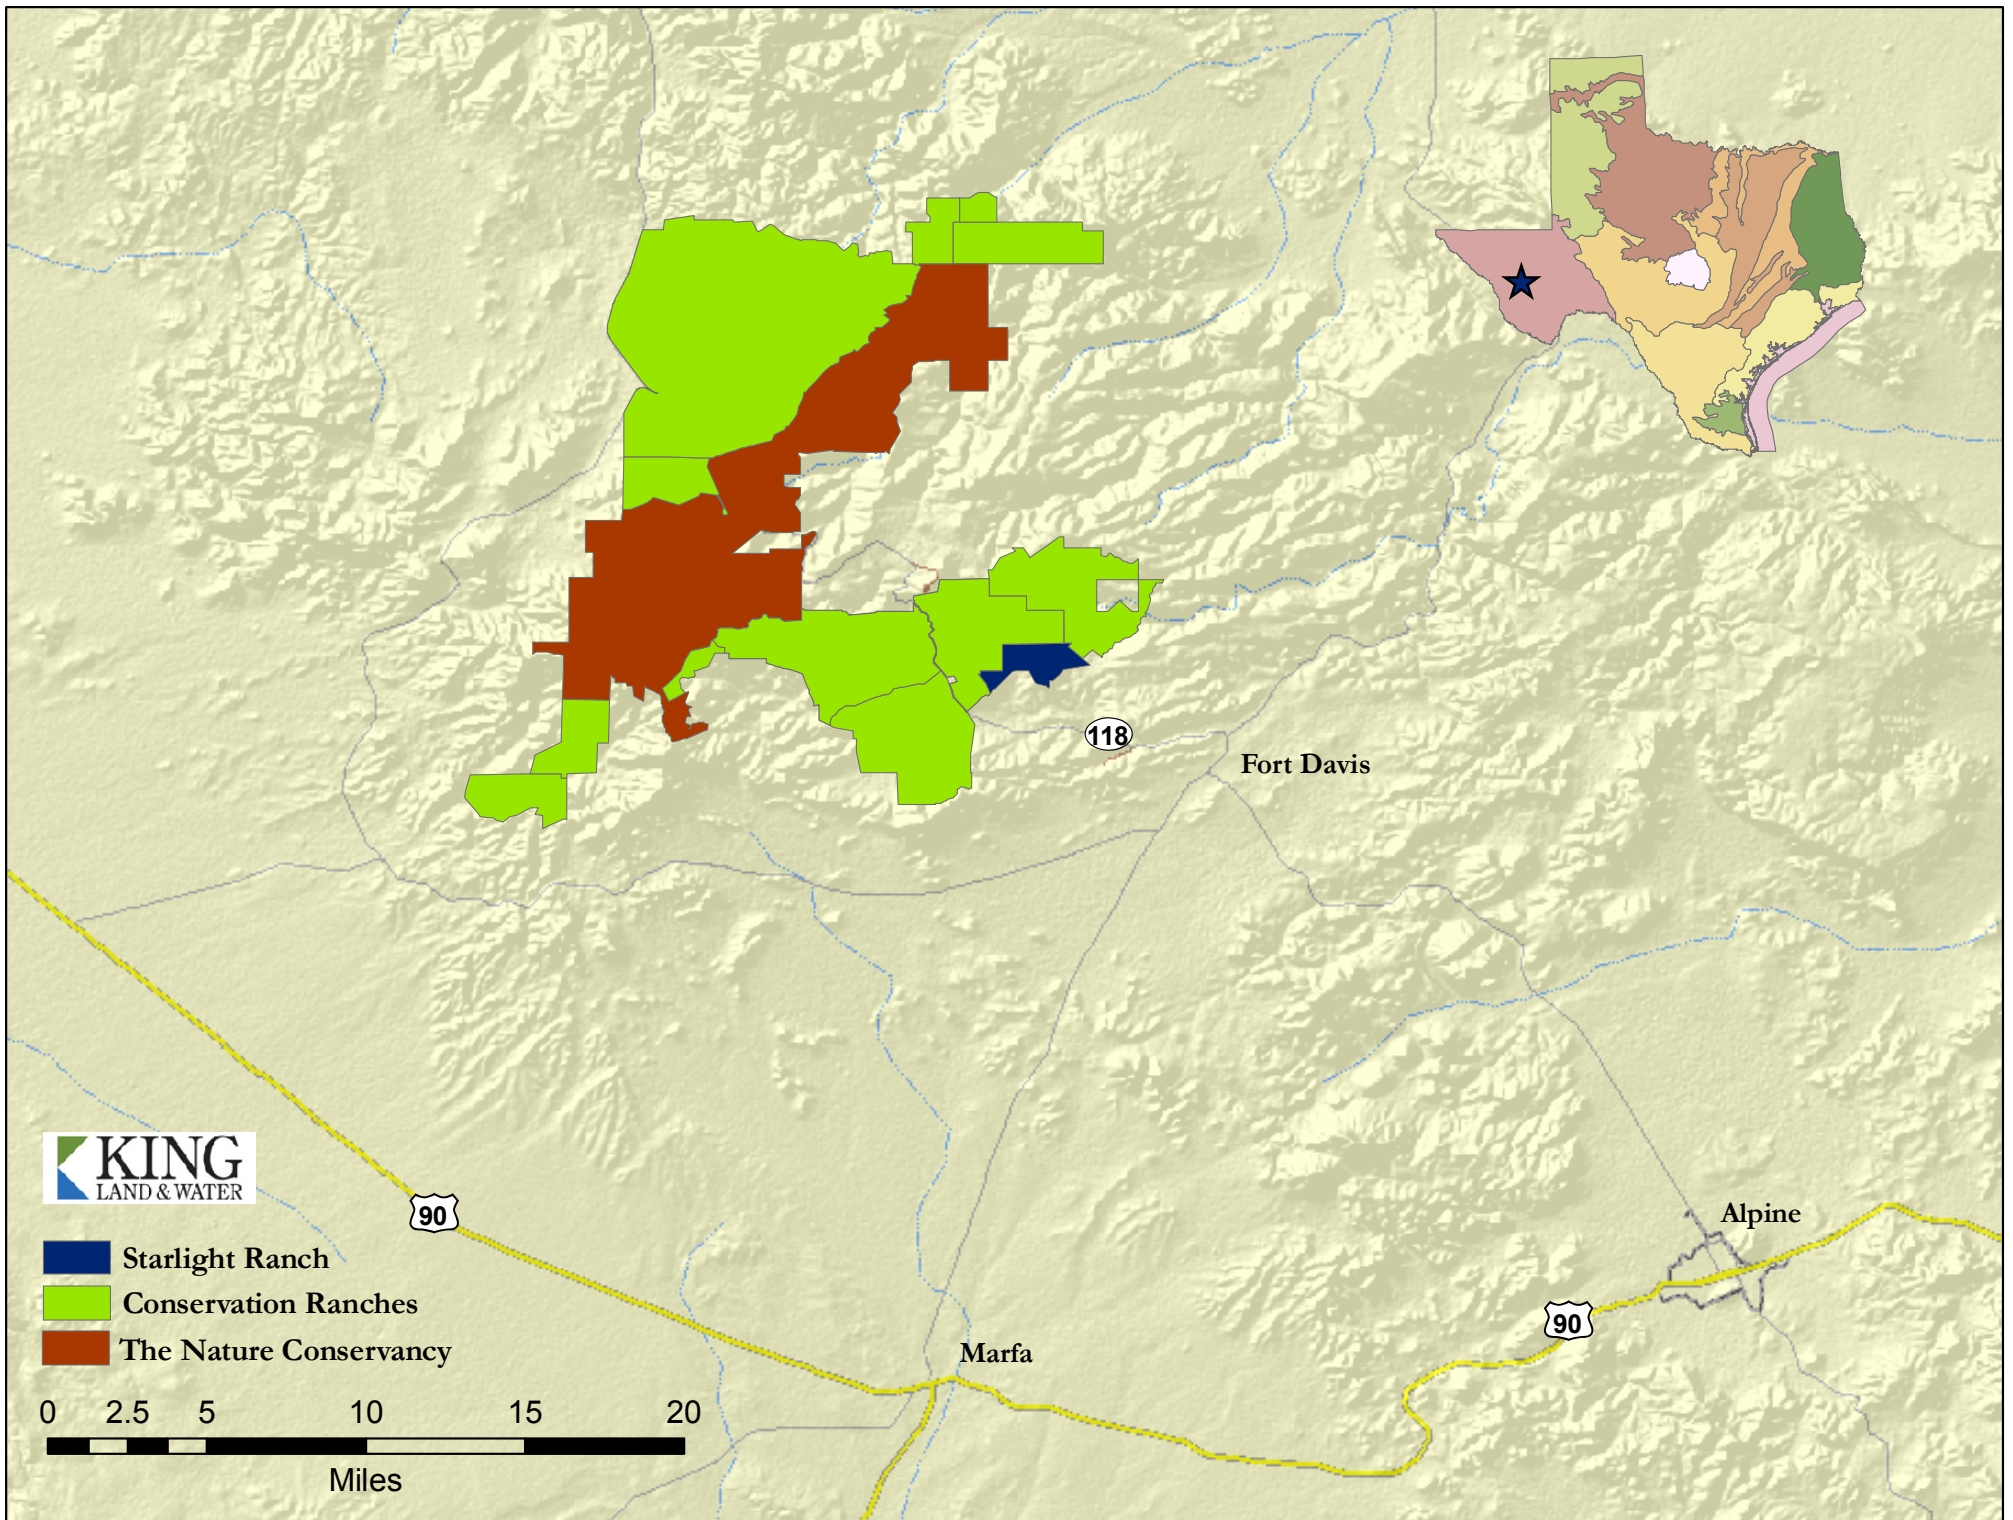 118
Fort Davis
KING
LAND & WATER
90
Alpine
Starlight Ranch
Conservation Ranches
The Nature Conservancy
90
Marfa
0 2.5 5 10 15 20
Miles